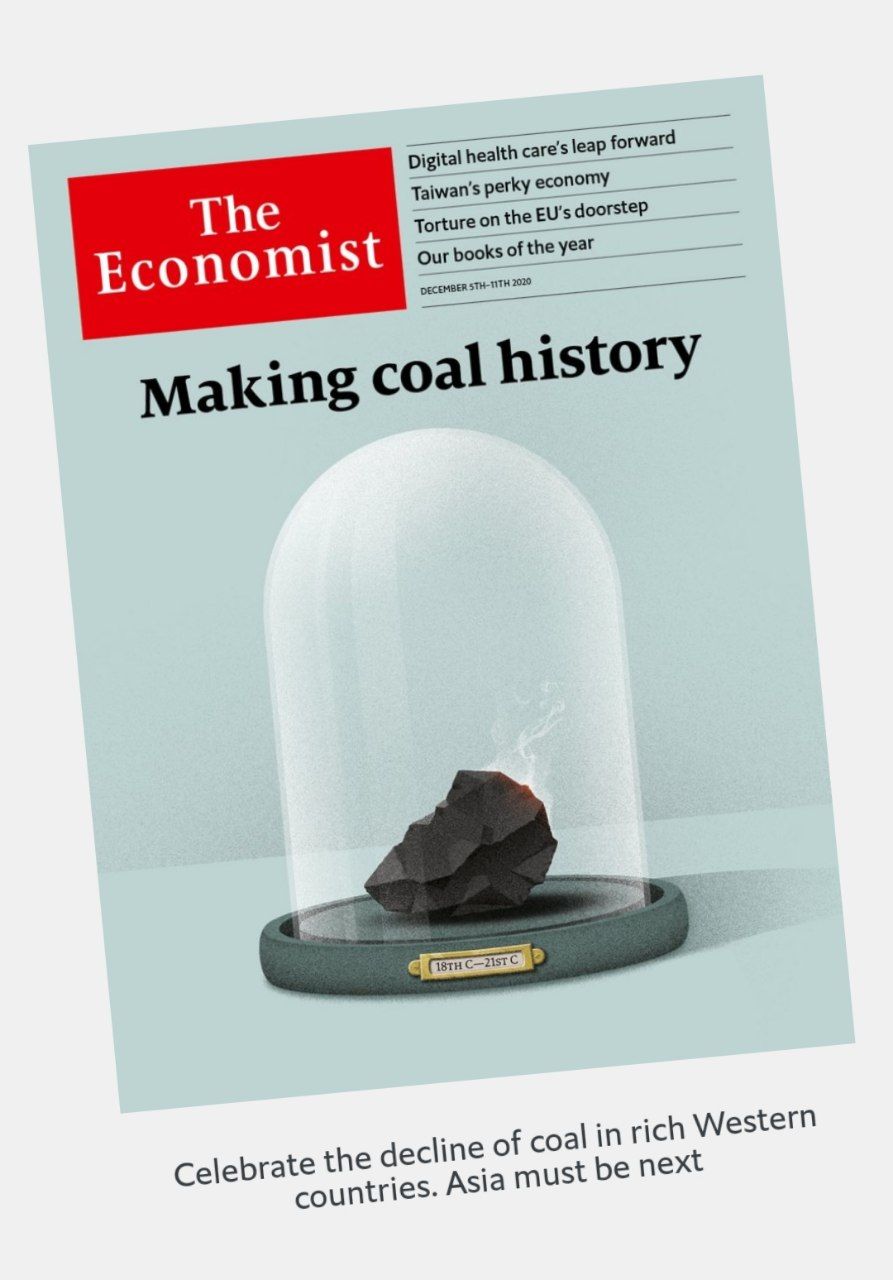 The
Economist
Digital health care's leap forward
Taiwan's perky economy
Torture on the EU's doorstep
Our books of the year
DECEMBER 5TH–11TH 2020
Making coal history
18TH C—21ST C
Celebrate the decline of coal in rich Western
countries. Asia must be next